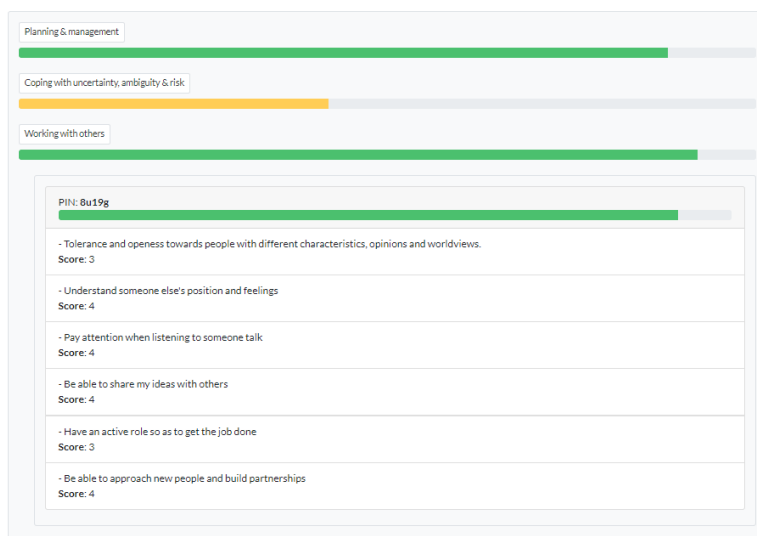 Planning & management
Coping with uncertainty, ambiguity & risk
Working with others
PIN: 8u19g
- Tolerance and openess towards people with different characteristics, opinions and worldviews.
Score: 3
- Understand someone else's position and feelings
Score: 4
- Pay attention when listening to someone talk
Score: 4
- Be able to share my ideas with others
Score: 4
- Have an active role so as to get the job done
Score: 3
- Be able to approach new people and build partnerships
Score: 4